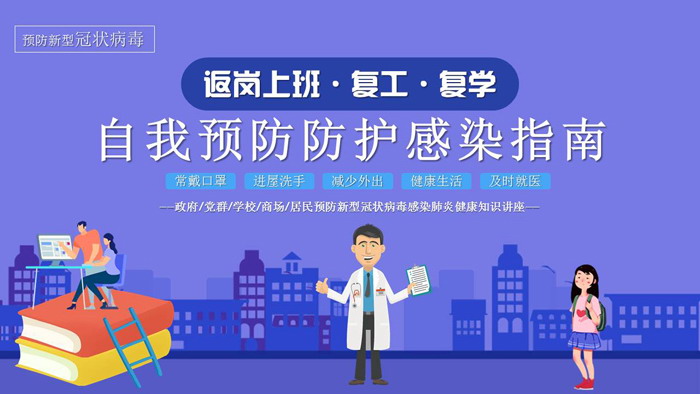 预防新型冠状病毒
返岗上班·复工·复学
自我预防防护感染指南
常戴口罩 进屋洗手 减少外出 健康生活 及时就医
——政府/党群/学校/商场/居民预防新型冠状病毒感染肺炎健康知识讲座——